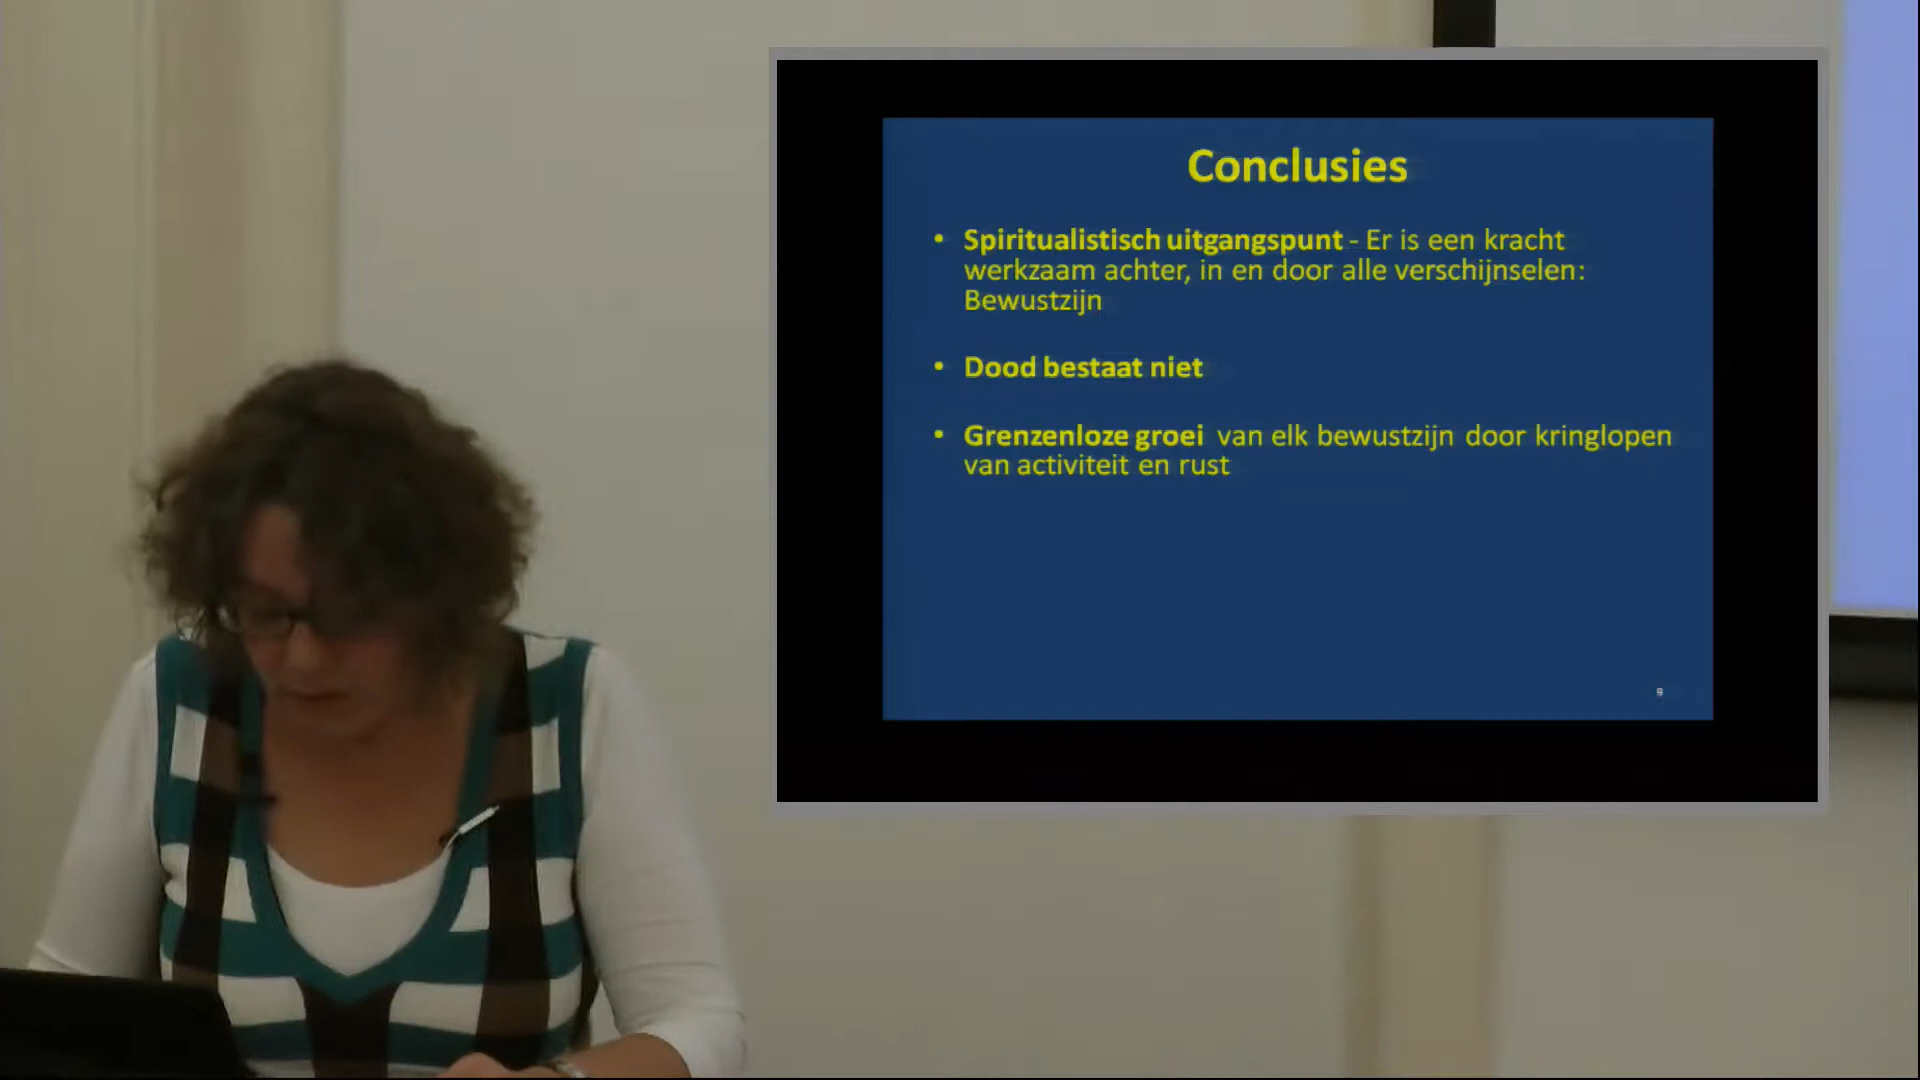 Conclusies
• Spiritualistisch uitgangspunt - Er is een kracht
werkzaam achter, in en door alle verschijnselen:
Bewustzijn
• Dood bestaat niet
• Grenzenloze groei van elk bewustzijn door kringlopen
van activiteit en rust
9